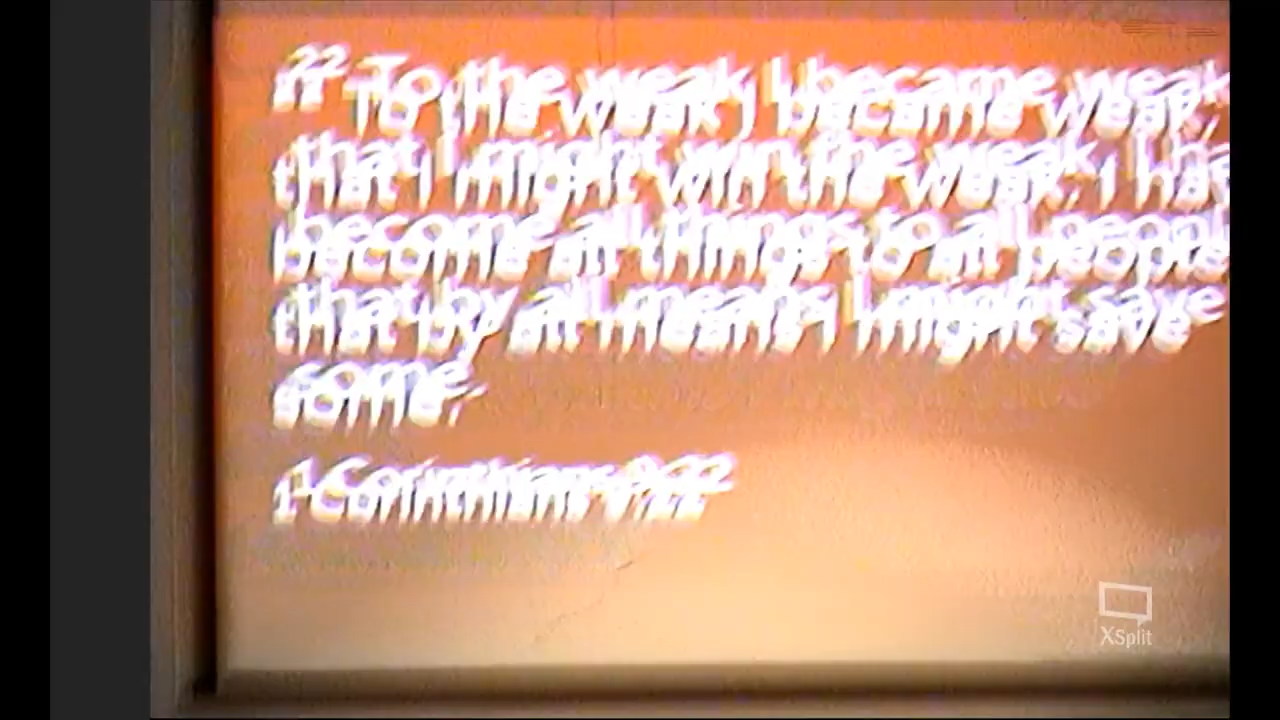 22 To the weak I became weak,
that I might win the weak. I ha
become all things to all people
that by all means I might save
some.
1 Corinthians 9:22
XSplit